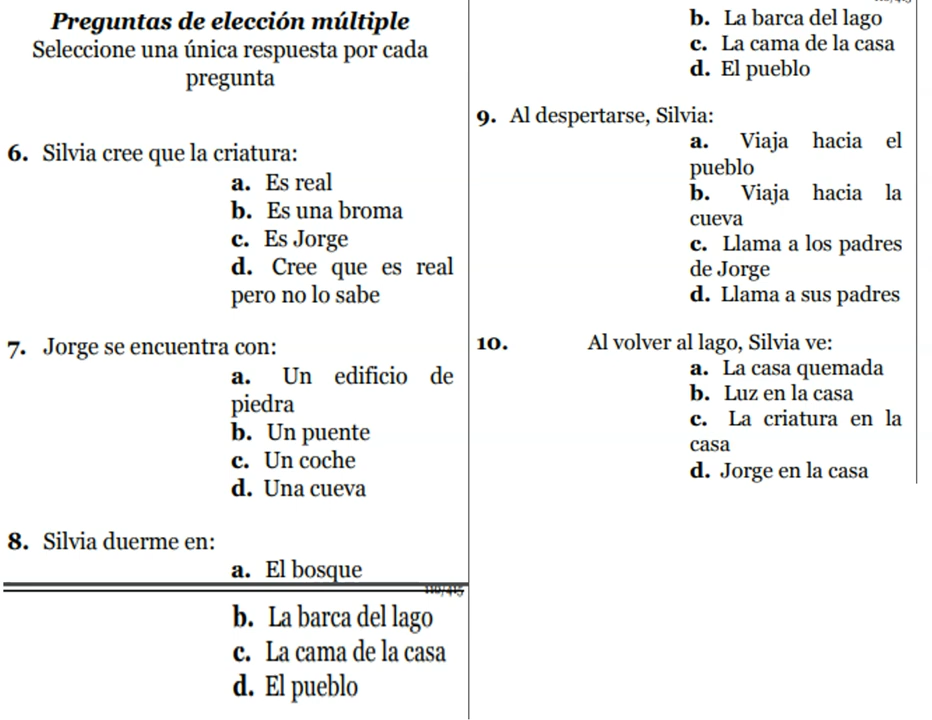 Preguntas de elección múltiple
Seleccione una única respuesta por cada
pregunta
6. Silvia cree que la criatura:
a. Es real
b. Es una broma
c. Es Jorge
d. Cree que es real
pero no lo sabe
7. Jorge se encuentra con:
a. Un edificio de
piedra
b. Un puente
c. Un coche
d. Una cueva
8. Silvia duerme en:
a. El bosque
b. La barca del lago
c. La cama de la casa
d. El pueblo
b. La barca del lago
c. La cama de la casa
d. El pueblo
9. Al despertarse, Silvia:
a. Viaja hacia el
pueblo
b. Viaja hacia la
cueva
c. Llama a los padres
de Jorge
d. Llama a sus padres
10. Al volver al lago, Silvia ve:
a. La casa quemada
b. Luz en la casa
c. La criatura en la
casa
d. Jorge en la casa